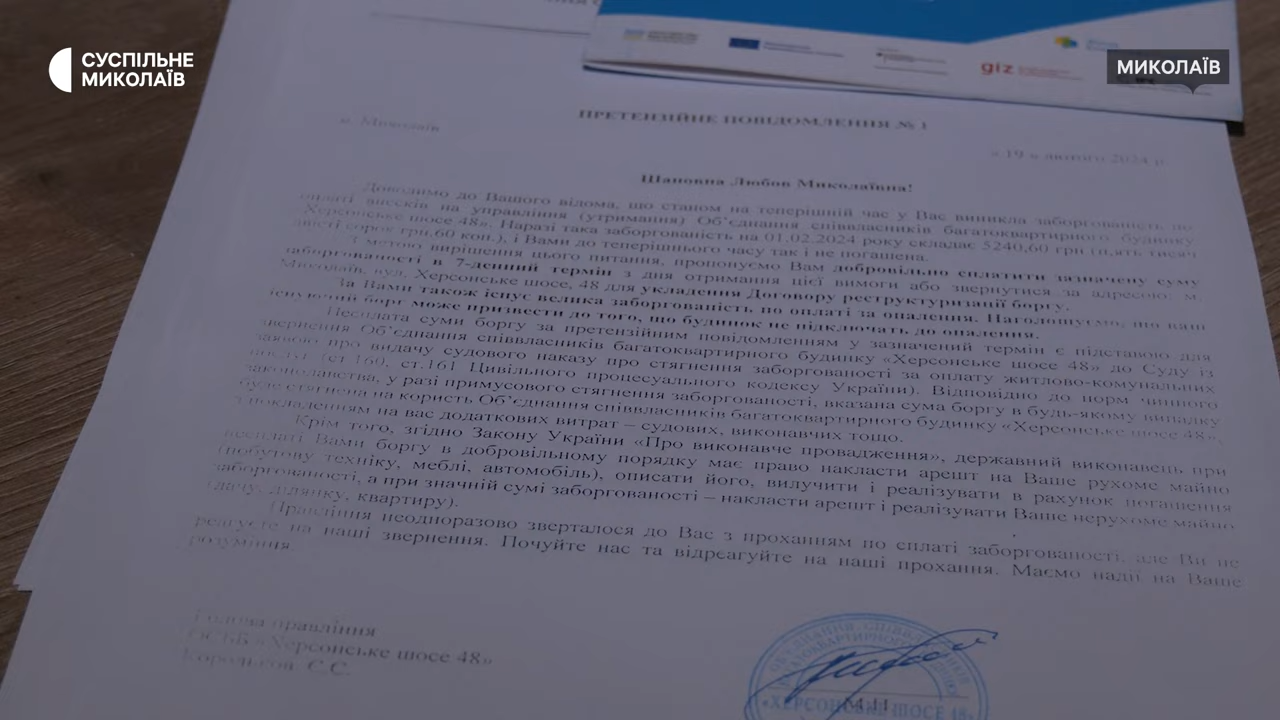 СУСПІЛЬНЕ
МИКОЛАЇВ
МИКОЛАЇВ
giz
ПРЕТЕНЗІЙНЕ ПОВІДОМЛЕННЯ № 1
м. Миколаїв
« 19 » лютого 2024 р.
Шановна Любов Миколаївна!
Доводимо до Вашого відома, що станом на теперішній час у Вас виникла заборгованість по
оплаті внесків на управління (утримання) Об’єднання співвласників багатоквартирного будинку
Херсонське шосе 48». Наразі така заборгованість на 01.02.2024 року складає 5240,60 грн (п,ять тисяч
двісті сорок грн.60 коп.), і Вами до теперішнього часу так і не погашена.
З метою вирішення цього питання, пропонуємо Вам добровільно сплатити зазначену суму
заборгованості в 7-денний термін з дня отримання цієї вимоги або звернутися за адресою: м.
Миколаїв, вул. Херсонське шосе, 48 для укладення Договору реструктуризації боргу.
За Вами також існує велика заборгованість по оплаті за опалення. Наголошуємо, що ваш
існуючий борг може призвести до того, що будинок не підключать до опалення.
Несплата суми боргу за претензійним повідомленням у зазначений термін є підставою для
звернення Об’єднання співвласників багатоквартирного будинку «Херсонське шосе 48» до Суду із
заявою про видачу судового наказу про стягнення заборгованості за оплату житлово-комунальних
послуг (ст.160, ст.161 Цивільного процесуального кодексу України). Відповідно до норм чинного
законодавства, у разі примусового стягнення заборгованості, вказана сума боргу в будь-якому випадку
буде стягнена на користь Об’єднання співвласників багатоквартирного будинку «Херсонське шосе 48»,
з покладенням на вас додаткових витрат – судових, виконавчих тощо.
Крім того, згідно Закону України «Про виконавче провадження», державний виконавець при
несплаті Вами боргу в добровільному порядку має право накласти арешт на Ваше рухоме майно
(побутову техніку, меблі, автомобіль), описати його, вилучити і реалізувати в рахунок погашення
заборгованості, а при значній сумі заборгованості – накласти арешт і реалізувати Ваше нерухоме майно
(дачу, ділянку, квартиру).
Правління неодноразово зверталося до Вас з проханням по сплаті заборгованості, але Ви не
реагуєте на наші звернення. Почуйте нас та відреагуйте на наші прохання. Маємо надії на Ваше
розуміння.
Голова правління
ОСББ «Херсонське шосе 48»
М.П
«ХЕРСОНСЬКЕ ШОСЕ 48»